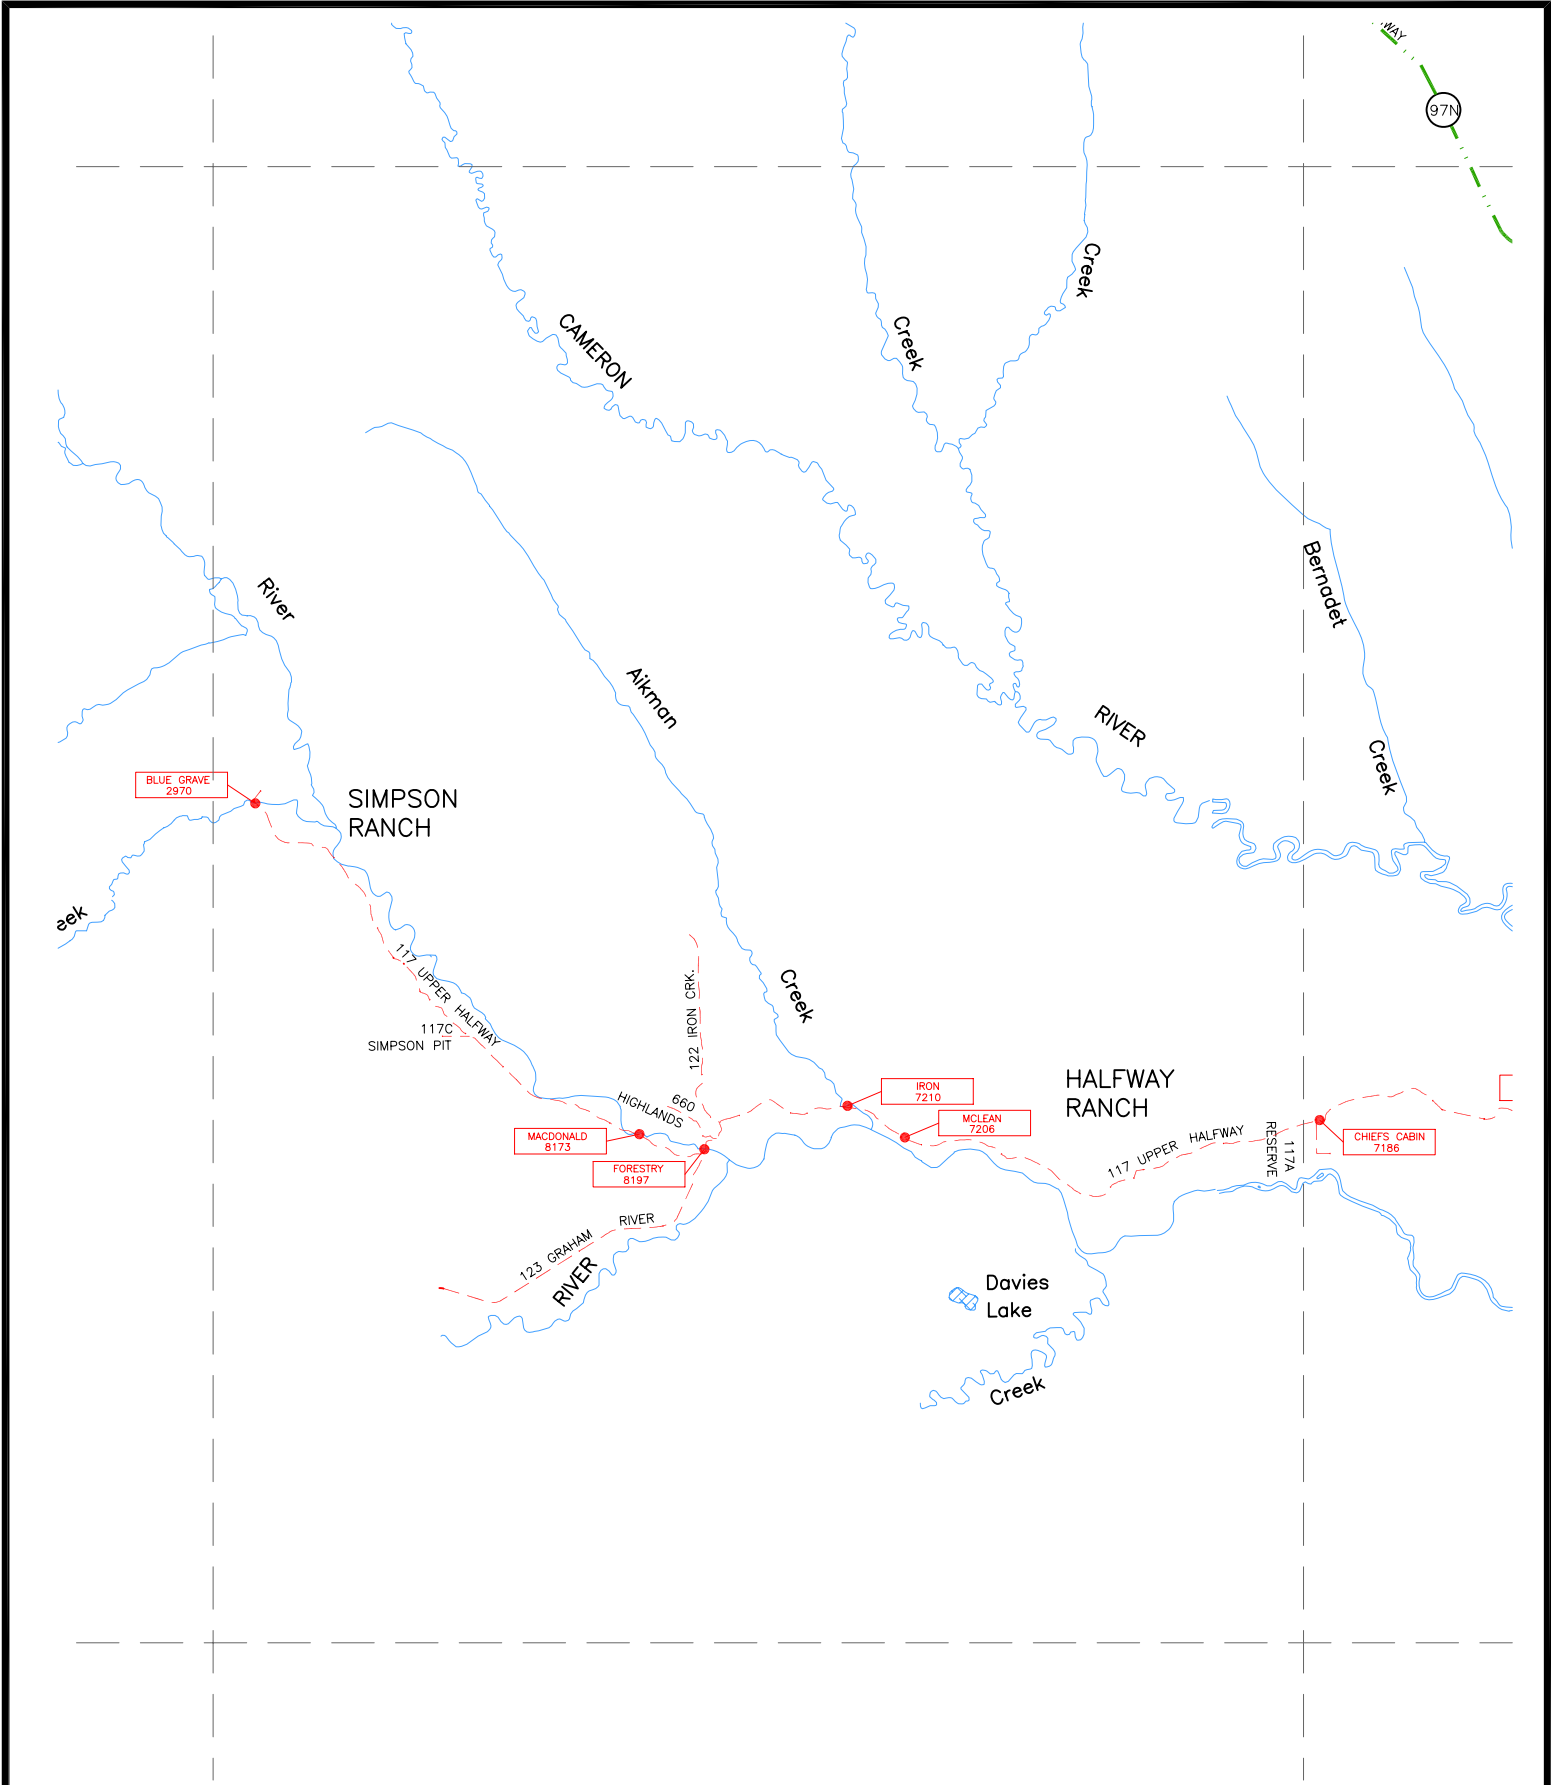 WAY
97N
Creek
CAMERON
Creek
Bernadet
River
Aikman
RIVER
Creek
BLUE GRAVE
2970
SIMPSON
RANCH
117 UPPER HALFWAY
122 IRON CRK.
Creek
117C
SIMPSON PIT
HALFWAY
RANCH
IRON
7210
660
HIGHLANDS
MCLEAN
7206
MACDONALD
8173
FORESTRY
8197
117 UPPER HALFWAY
117A
RESERVE
CHIEFS CABIN
7186
123 GRAHAM RIVER
RIVER
Davies
Lake
Creek